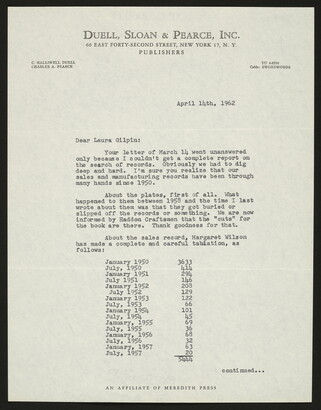 DUELL, SLOAN & PEARCE, INC.
60 EAST FORTY-SECOND STREET, NEW YORK 17, N. Y.
PUBLISHERS
C. HALLIWELL DUELL
CHARLES A. PEARCE
April 14th, 1962
Dear Laura Gilpin:
Your letter of March 14 went unanswered
only because I couldn't get a complete report on
the search of records. Obviously we had to dig
deep and hard. I'm sure you realize that our
sales and manufacturing records have been through
many hands since 1950.
About the plates, first of all. What
happened to them between 1958 and the time I last
wrote about them was that they got buried or
slipped off the records or something. We are now
informed by Haddon Craftsmen that the "cuts" for
the book are there. Thank goodness for that.
About the sales record, Margaret Wilson
has made a complete and careful tabulation, as
follows:
January 1950 3633
July, 1950 414
January 1951 294
July 1951 146
January 1952 208
July 1952 129
January 1953 122
July, 1953 66
January 1954 101
July, 1954 45
January, 1955 69
July, 1955 36
January, 1956 68
July, 1956 32
January, 1957 63
July, 1957 20
continued...
AN AFFILIATE OF MEREDITH PRESS